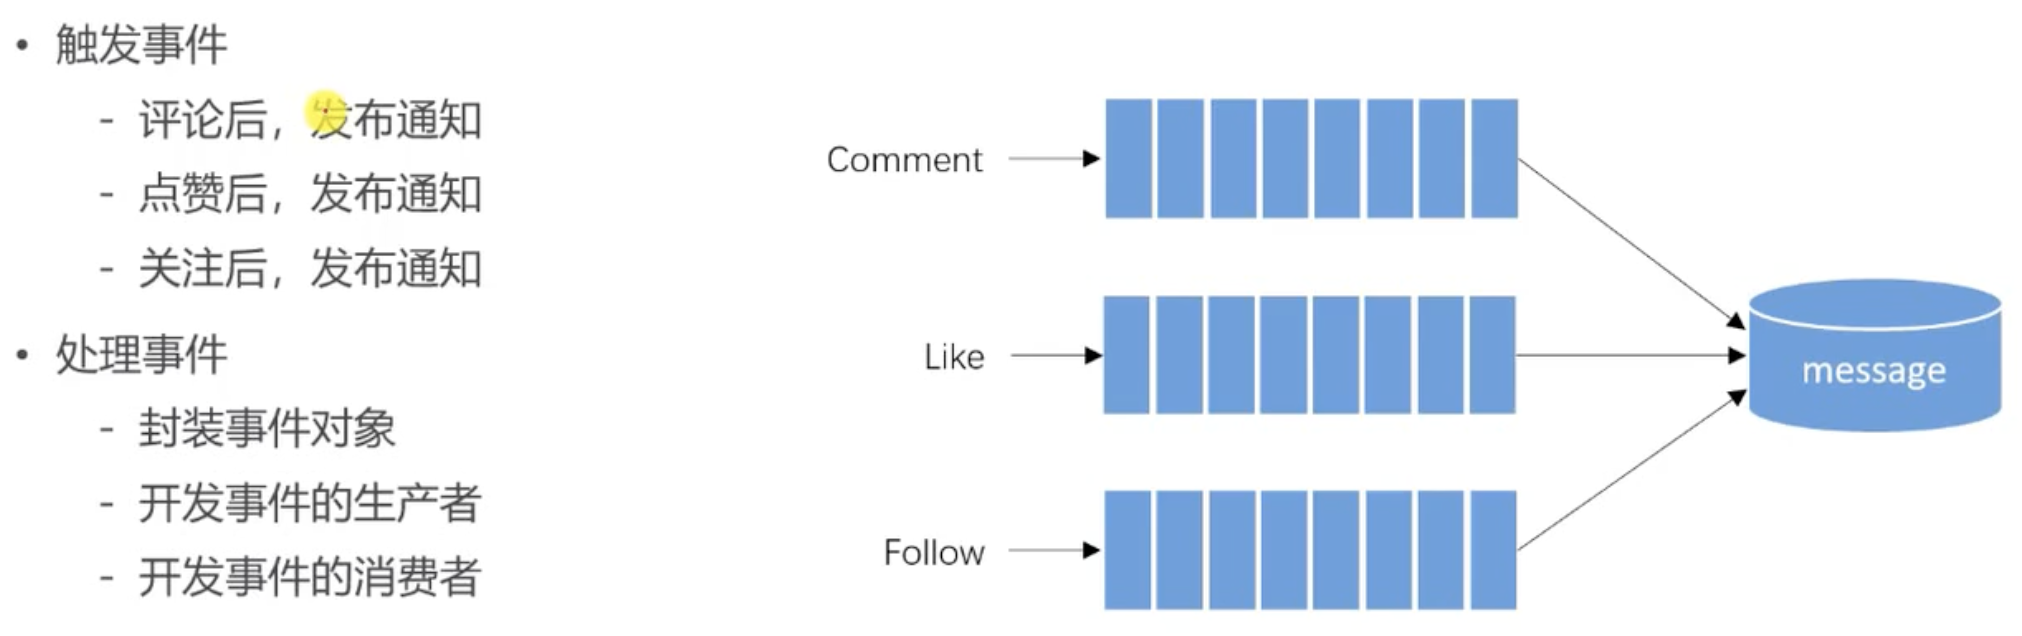 • 触发事件
- 评论后，发布通知
- 点赞后，发布通知
- 关注后，发布通知
• 处理事件
- 封装事件对象
- 开发事件的生产者
- 开发事件的消费者
Comment
Like
Follow
message